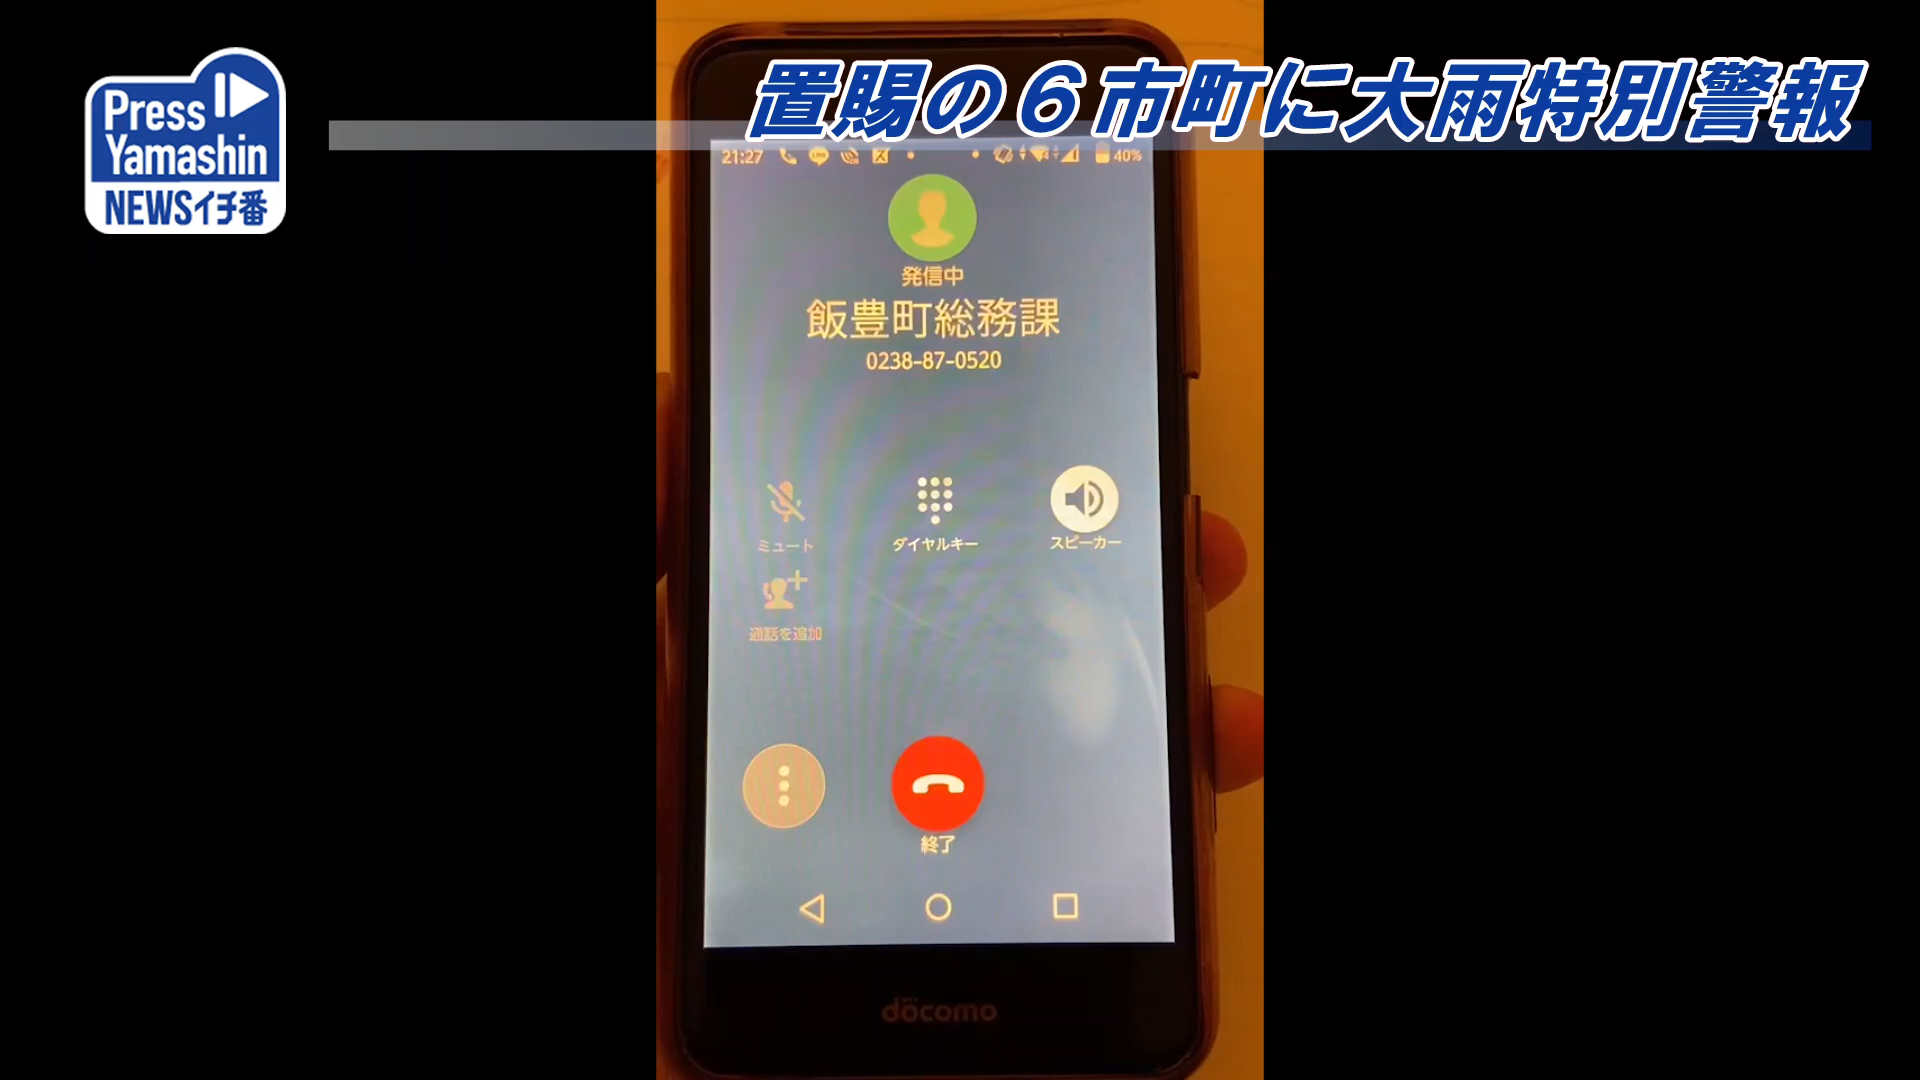 置賜の６市町に大雨特別警報
Press
Yamashin
NEWSイチ番
21:27
40%
発信中
飯豊町総務課
0238-87-0520
ミュート
ダイヤルキー
スピーカー
通話を追加
終了
docomo